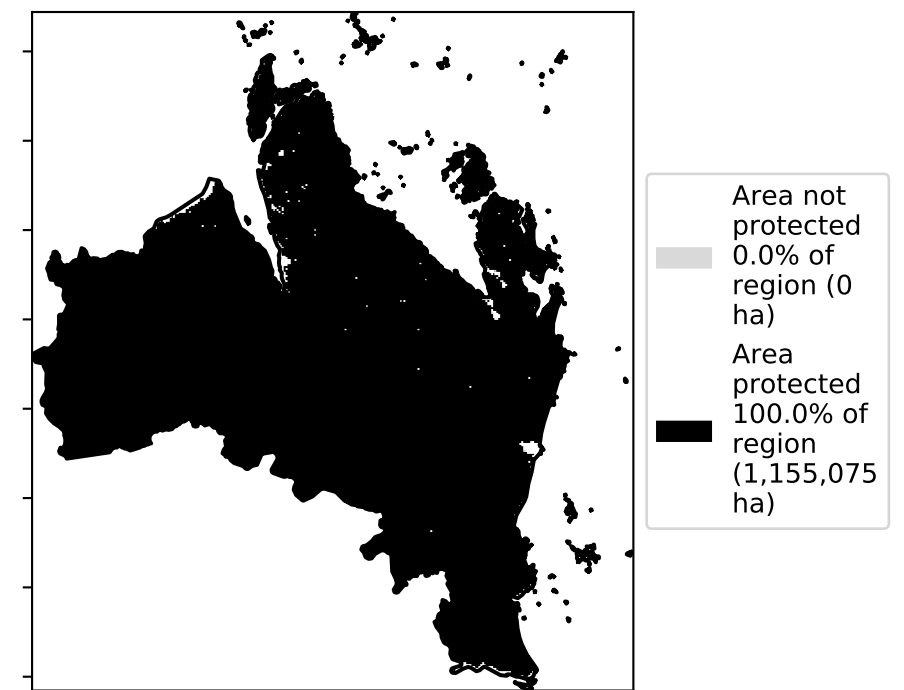 Area not
protected
0.0% of
region (0
ha)
Area
protected
100.0% of
region
(1,155,075
ha)